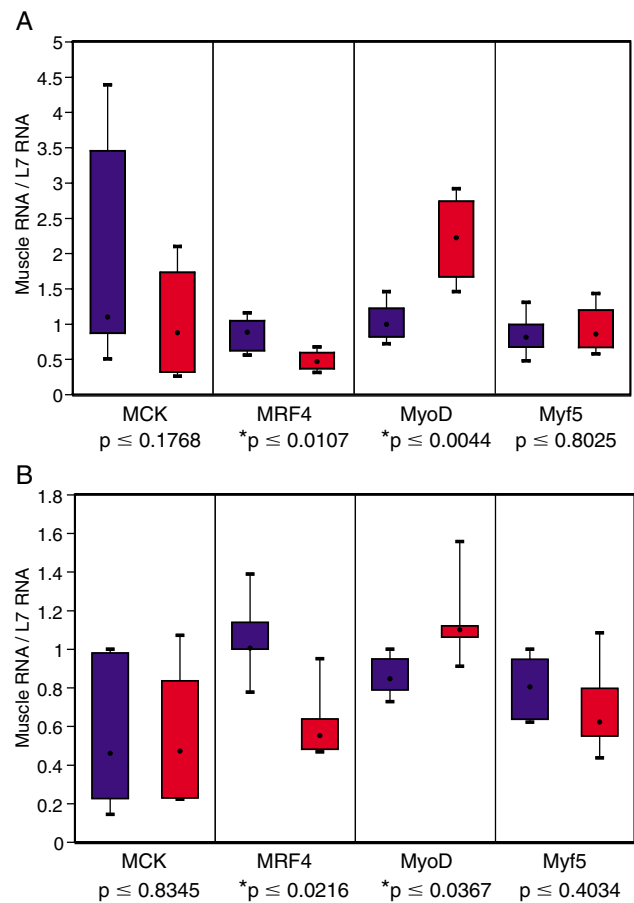 A
Muscle RNA / L7 RNA
5
4.5
4
3.5
3
2.5
2
1.5
1
0.5
0
MCK MRF4 MyoD Myf5
p ≤ 0.1768 *p ≤ 0.0107 *p ≤ 0.0044 p ≤ 0.8025
B
Muscle RNA / L7 RNA
1.8
1.6
1.4
1.2
1
0.8
0.6
0.4
0.2
0
MCK MRF4 MyoD Myf5
p ≤ 0.8345 *p ≤ 0.0216 *p ≤ 0.0367 p ≤ 0.4034